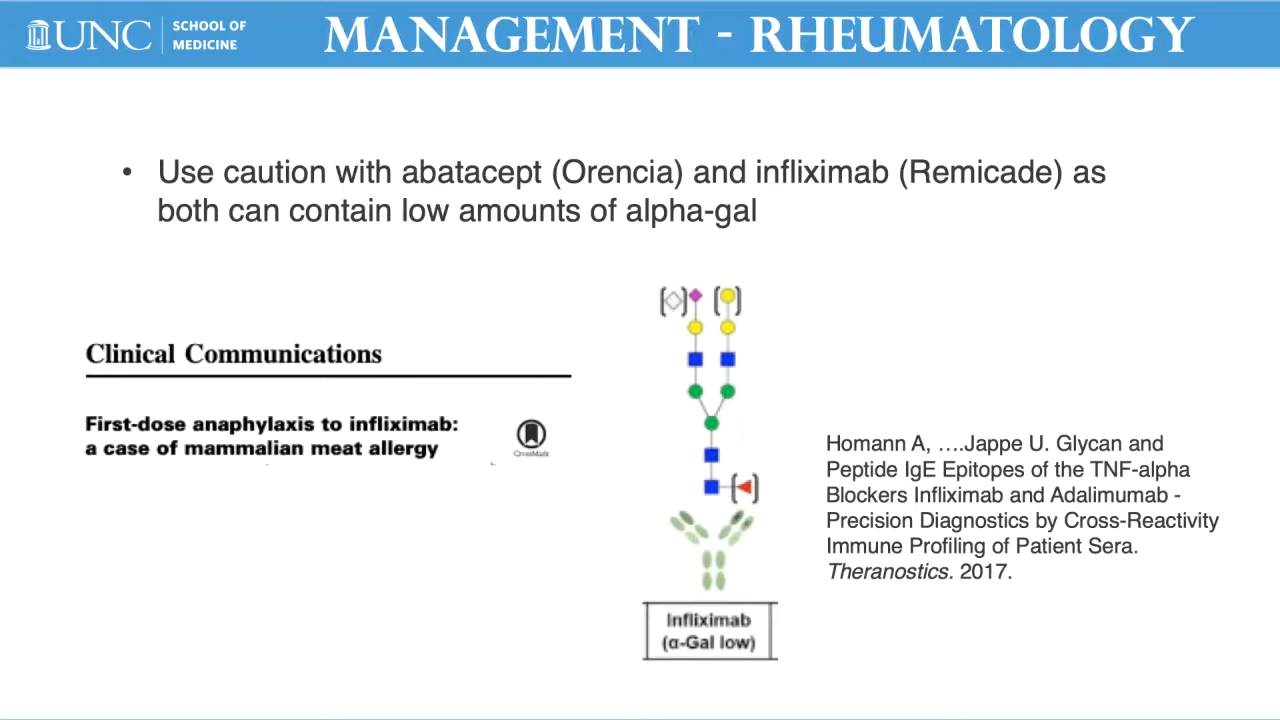 UNC
SCHOOL OF
MEDICINE
MANAGEMENT - RHEUMATOLOGY
• Use caution with abatacept (Orencia) and infliximab (Remicade) as
both can contain low amounts of alpha-gal
Clinical Communications
First-dose anaphylaxis to infliximab:
a case of mammalian meat allergy
CrossMark
Homann A, ….Jappe U. Glycan and
Peptide IgE Epitopes of the TNF-alpha
Blockers Infliximab and Adalimumab -
Precision Diagnostics by Cross-Reactivity
Immune Profiling of Patient Sera.
Theranostics. 2017.
Infliximab
(α-Gal low)